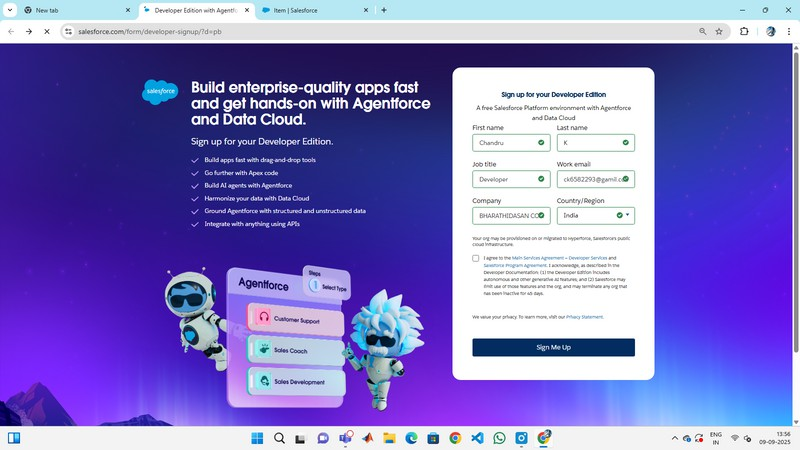 New tab
Developer Edition with Agentfo
Item | Salesforce
salesforce.com/form/developer-signup/?d=pb
salesforce
Build enterprise-quality apps fast
and get hands-on with Agentforce
and Data Cloud.
Sign up for your Developer Edition.
Build apps fast with drag-and-drop tools
Go further with Apex code
Build AI agents with Agentforce
Harmonize your data with Data Cloud
Ground Agentforce with structured and unstructured data
Integrate with anything using APIs
Agentforce
Steps
1 Select Type
Customer Support
Sales Coach
Sales Development
Sign up for your Developer Edition
A free Salesforce Platform environment with Agentforce
and Data Cloud
First name
Last name
Chandru
K
Job title
Work email
Developer
ck6582293@gamil.co
Company
Country/Region
BHARATHIDASAN CO
India
Your org may be provisioned on or migrated to Hyperforce, Salesforce's public
cloud infrastructure.
I agree to the Main Services Agreement – Developer Services and
Salesforce Program Agreement. I acknowledge, as described in the
Developer Documentation: (1) the Developer Edition includes
autonomous and other generative AI features; and (2) Salesforce may
limit use of those features and the org, and may terminate any org that
has been inactive for 45 days.
We value your privacy. To learn more, visit our Privacy Statement.
Sign Me Up
ENG
IN
13:56
09-09-2025